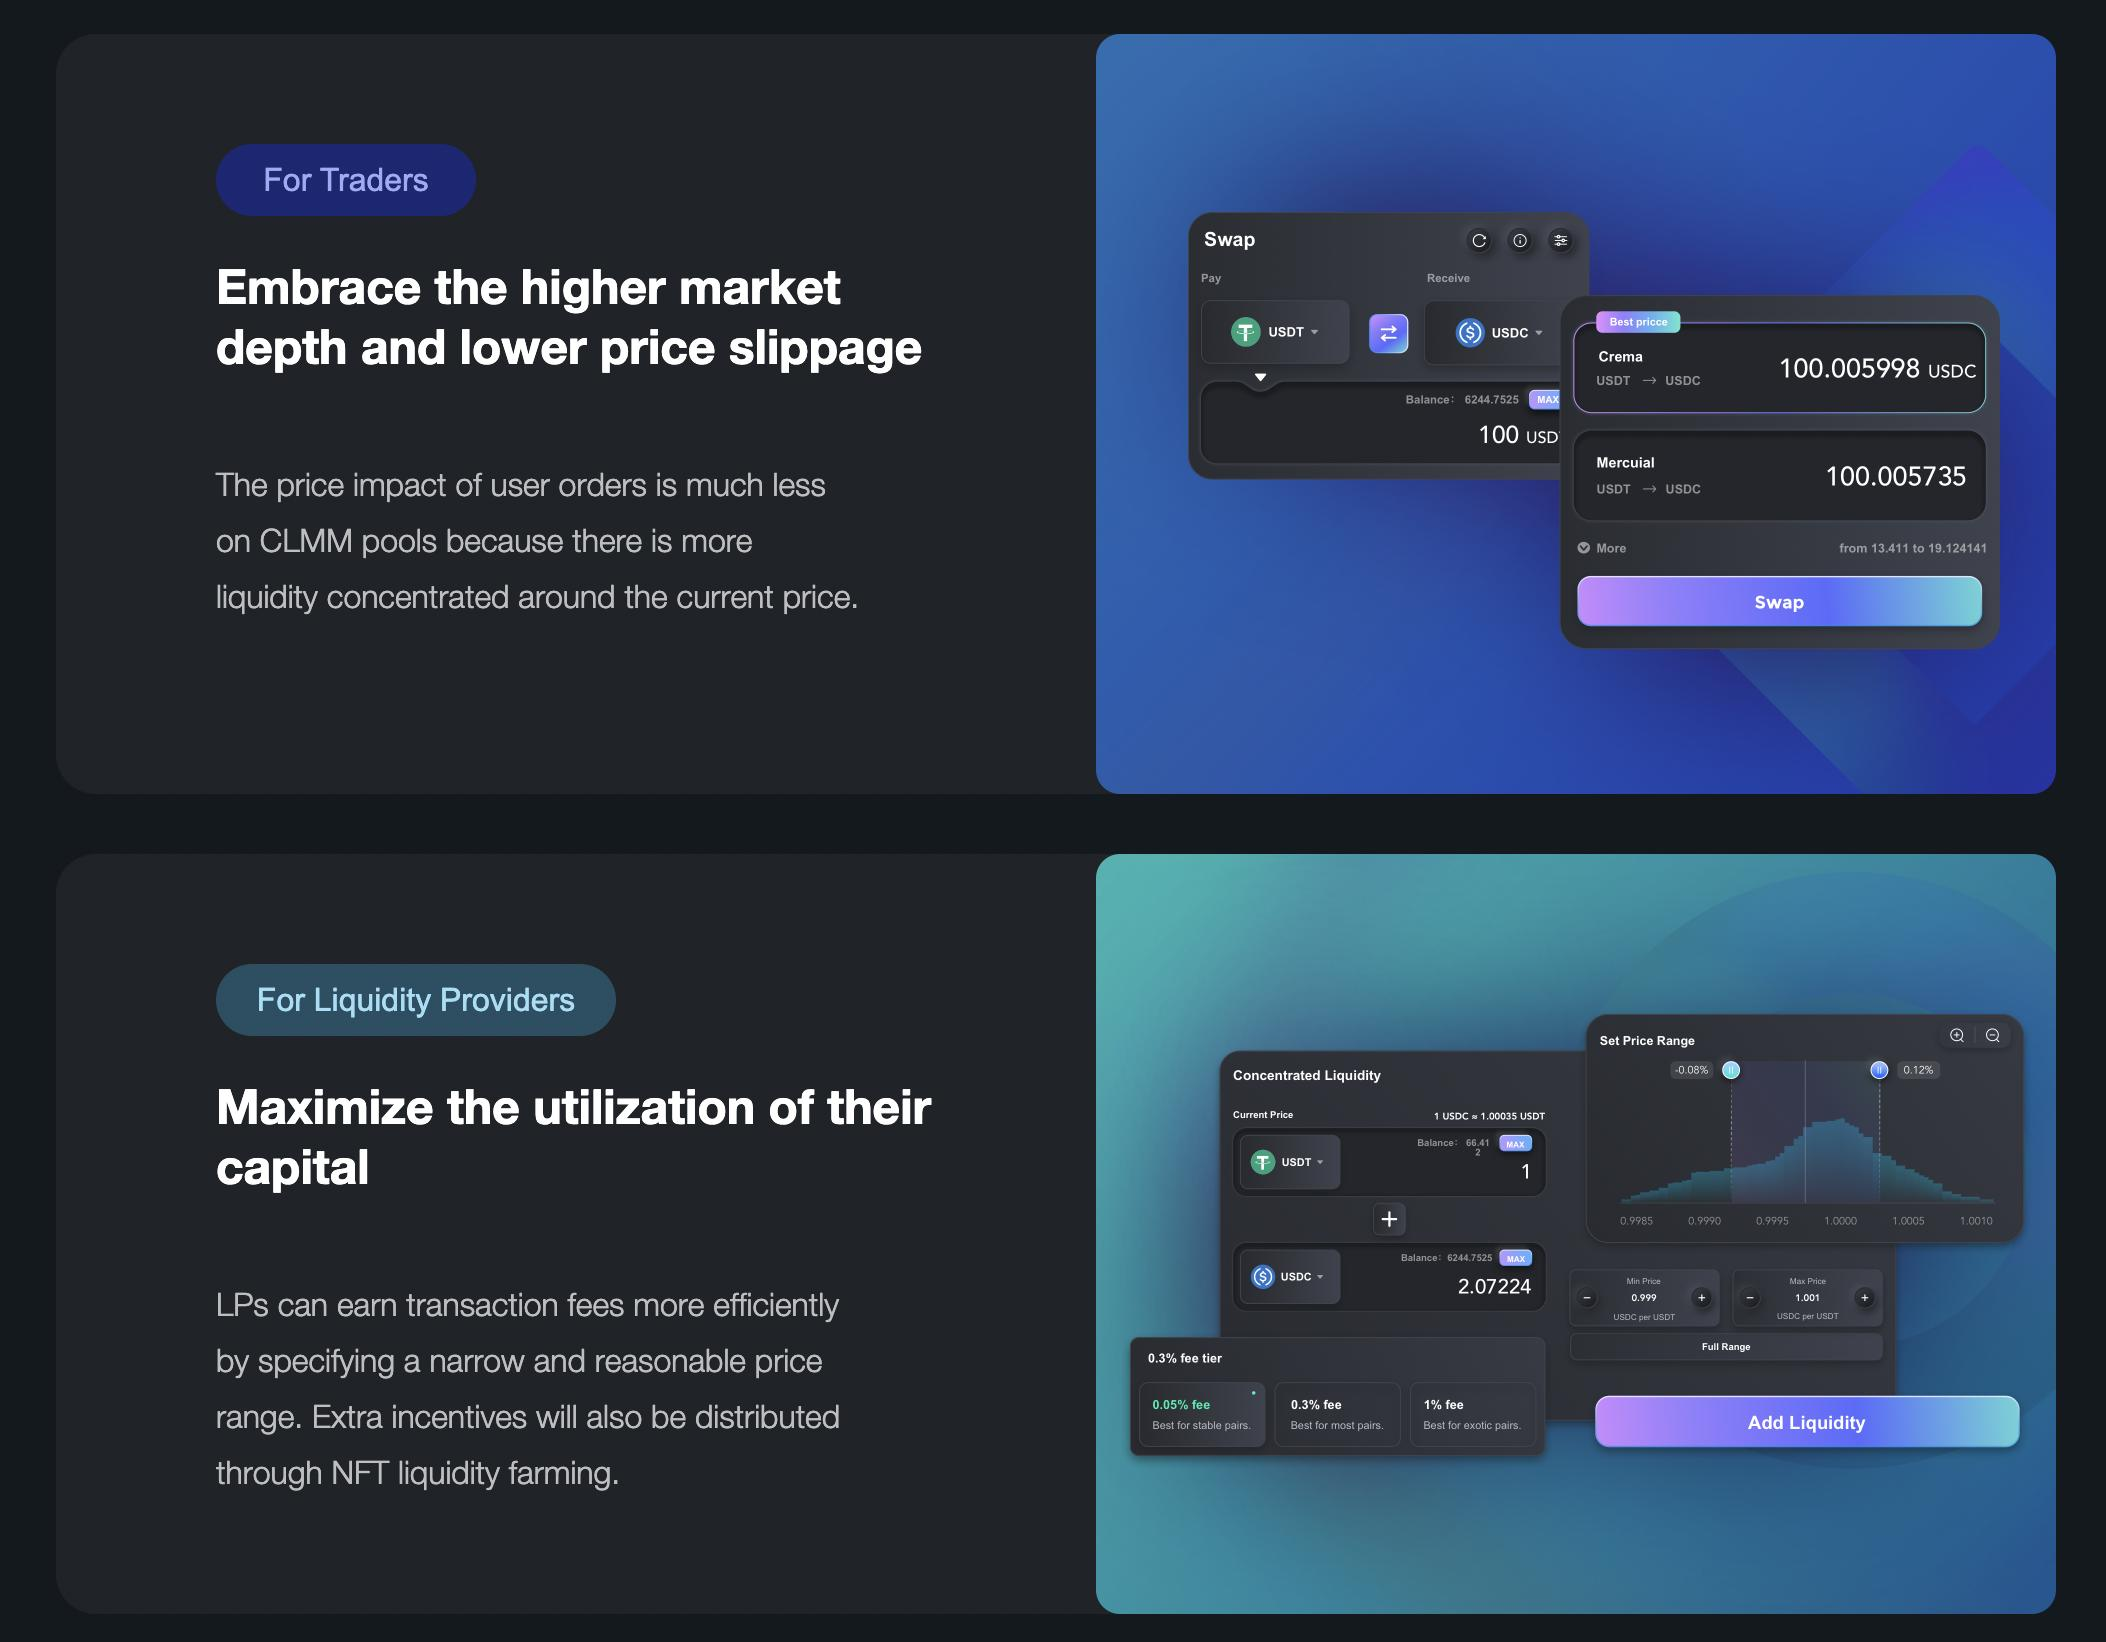 For Traders
Embrace the higher market
depth and lower price slippage
The price impact of user orders is much less
on CLMM pools because there is more
liquidity concentrated around the current price.
Swap
Pay
Receive
USDT
USDC
Balance: 6244.7525 MAX
100 USD
Best pricce
Crema
USDT → USDC
100.005998 USDC
Mercuial
USDT → USDC
100.005735
More
from 13.411 to 19.124141
Swap
For Liquidity Providers
Maximize the utilization of their
capital
LPs can earn transaction fees more efficiently
by specifying a narrow and reasonable price
range. Extra incentives will also be distributed
through NFT liquidity farming.
Concentrated Liquidity
Current Price
1 USDC ≈ 1.00035 USDT
USDT
Balance: 66.41
2
MAX
1
+
USDC
Balance: 6244.7525 MAX
2.07224
0.3% fee tier
0.05% fee
Best for stable pairs.
0.3% fee
Best for most pairs.
1% fee
Best for exotic pairs.
Set Price Range
-0.08%
0.12%
0.9985 0.9990 0.9995 1.0000 1.0005 1.0010
Min Price
- 0.999 +
USDC per USDT
Max Price
- 1.001 +
USDC per USDT
Full Range
Add Liquidity